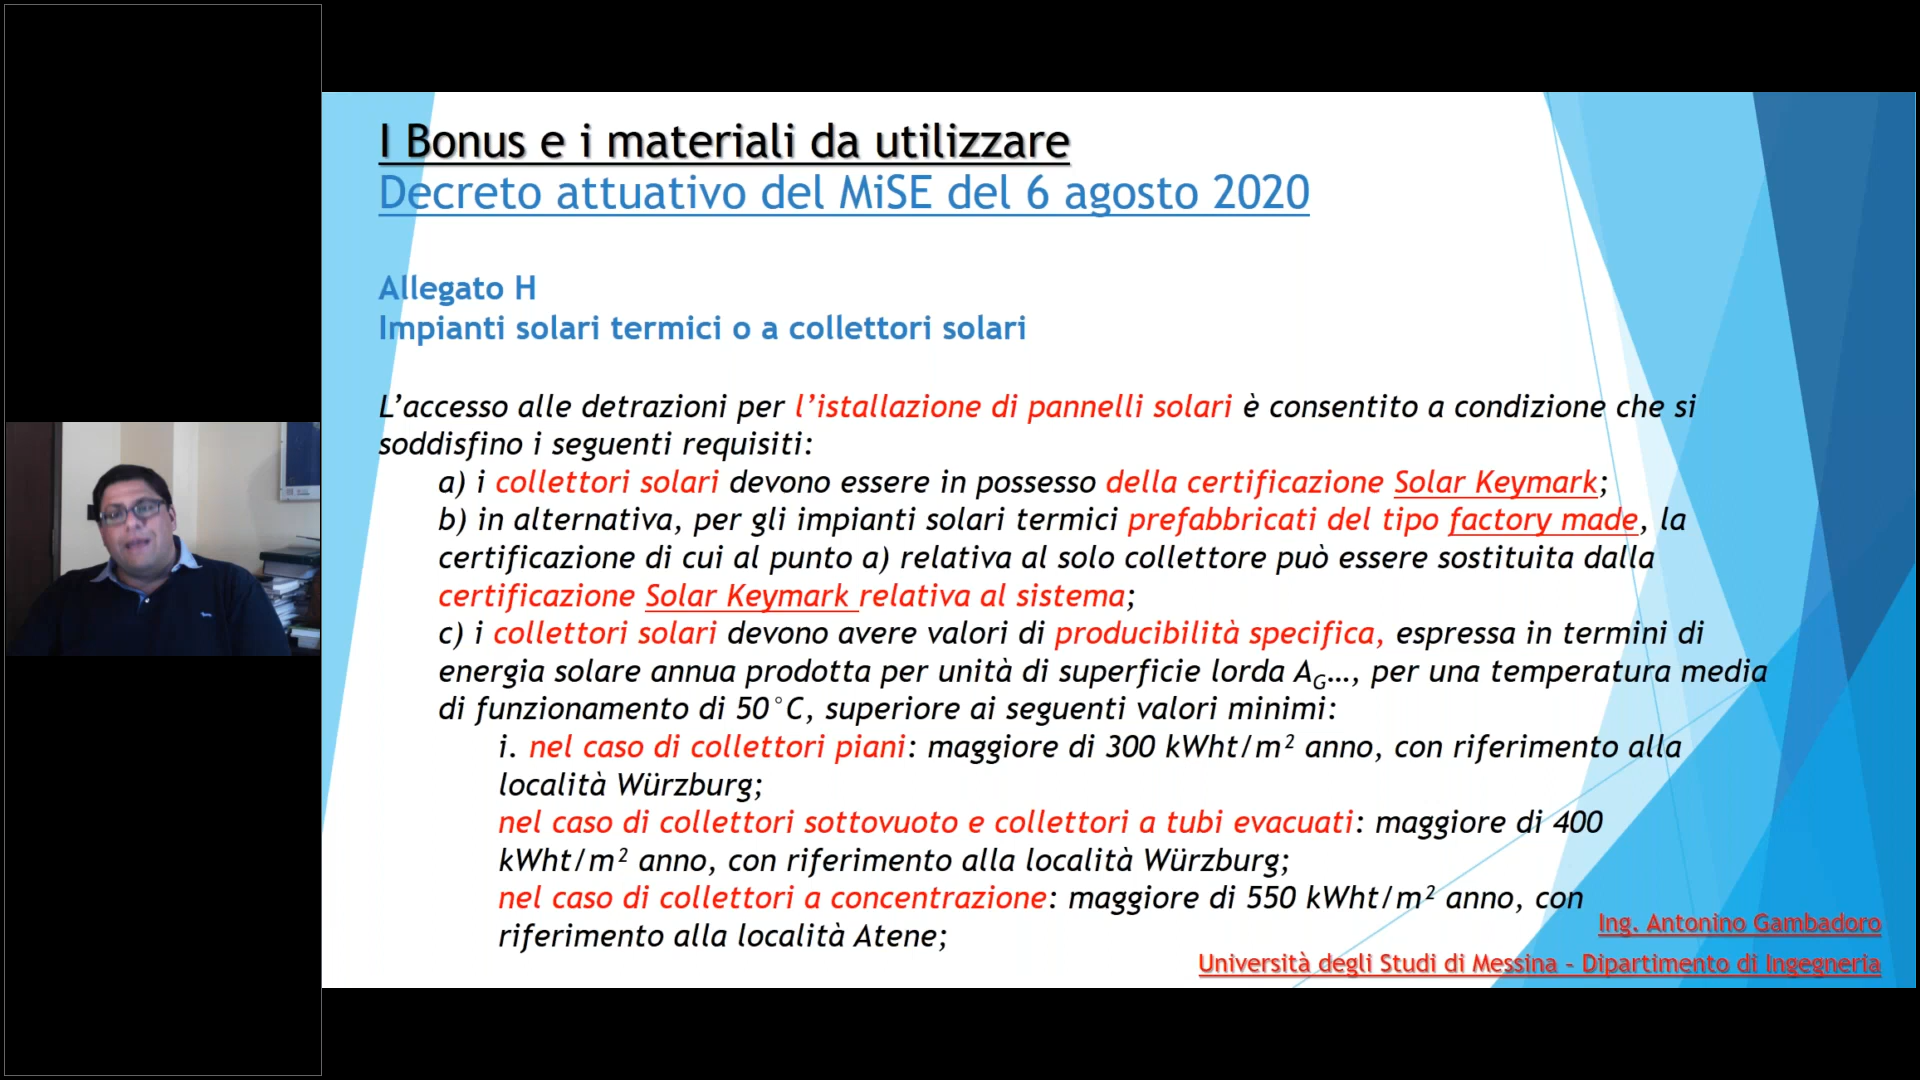 I Bonus e i materiali da utilizzare
Decreto attuativo del MiSE del 6 agosto 2020
Allegato H
Impianti solari termici o a collettori solari
L’accesso alle detrazioni per l’istallazione di pannelli solari è consentito a condizione che si
soddisfino i seguenti requisiti:
a) i collettori solari devono essere in possesso della certificazione Solar Keymark;
b) in alternativa, per gli impianti solari termici prefabbricati del tipo factory made, la
certificazione di cui al punto a) relativa al solo collettore può essere sostituita dalla
certificazione Solar Keymark relativa al sistema;
c) i collettori solari devono avere valori di producibilità specifica, espressa in termini di
energia solare annua prodotta per unità di superficie lorda AG…, per una temperatura media
di funzionamento di 50°C, superiore ai seguenti valori minimi:
i. nel caso di collettori piani: maggiore di 300 kWht/m² anno, con riferimento alla
località Würzburg;
nel caso di collettori sottovuoto e collettori a tubi evacuati: maggiore di 400
kWht/m² anno, con riferimento alla località Würzburg;
nel caso di collettori a concentrazione: maggiore di 550 kWht/m² anno, con
riferimento alla località Atene;
Ing. Antonino Gambadoro
Università degli Studi di Messina – Dipartimento di Ingegneria